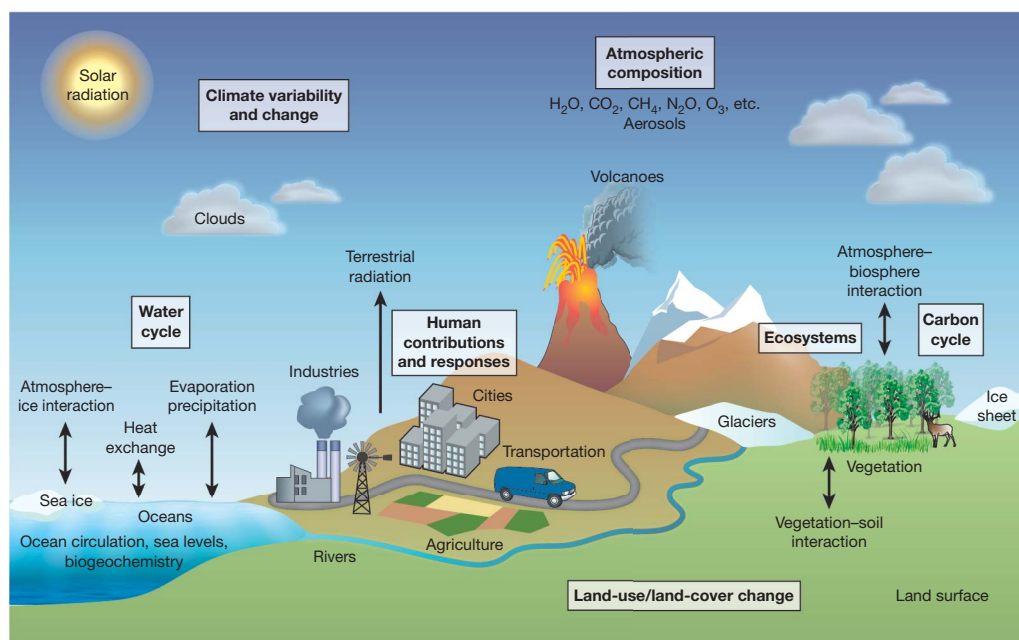 Solar
radiation
Climate variability
and change
Atmospheric
composition
H₂O, CO₂, CH₄, N₂O, O₃, etc.
Aerosols
Volcanoes
Clouds
Terrestrial
radiation
Atmosphere–
biosphere
interaction
Water
cycle
Human
contributions
and responses
Ecosystems
Carbon
cycle
Atmosphere–
ice interaction
Evaporation
precipitation
Heat
exchange
Industries
Cities
Transportation
Glaciers
Ice
sheet
Vegetation
Sea ice
Oceans
Ocean circulation, sea levels,
biogeochemistry
Rivers
Agriculture
Vegetation–soil
interaction
Land-use/land-cover change
Land surface